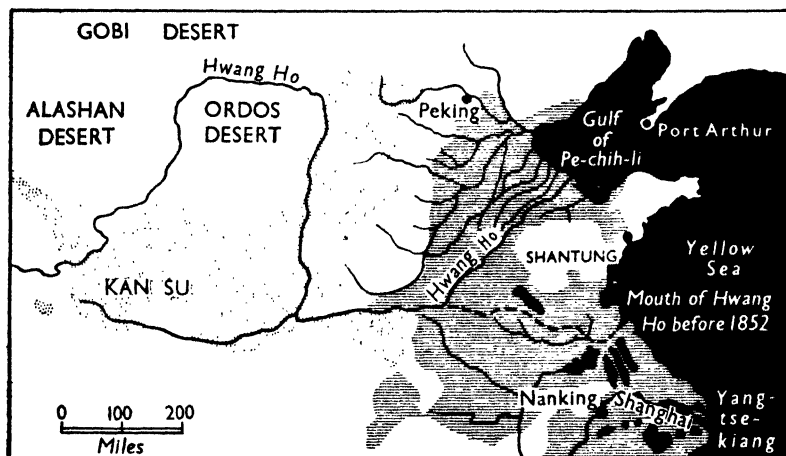 GOBI DESERT
Hwang Ho
ALASHAN
DESERT
ORDOS
DESERT
Peking
Gulf
of
Pe-chih-li
Port Arthur
Hwang Ho
SHANTUNG
Yellow
Sea
KAN SU
Mouth of Hwang
Ho before 1852
Nanking
Shanghai
Yang-
tse-
kiang
0 100 200
Miles